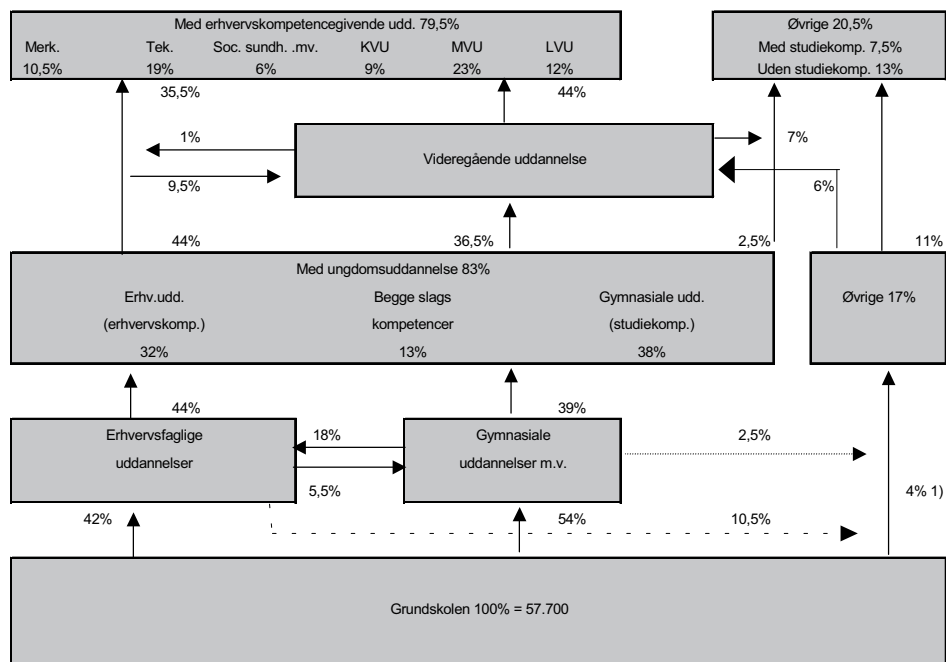 Med erhvervskompetencegivende udd. 79,5%
Merk. Tek. Soc. sundh. .mv. KVU MVU LVU
10,5% 19% 6% 9% 23% 12%
Øvrige 20,5%
Med studiekomp. 7,5%
Uden studiekomp. 13%
35,5% 44%
1% 7%
Videregående uddannelse
9,5% 6%
44% 36,5% 2,5% 11%
Med ungdomsuddannelse 83%
Erhv.udd. Begge slags Gymnasiale udd.
(erhvervskomp.) kompetencer (studiekomp.)
32% 13% 38%
Øvrige 17%
44% 39%
Erhvervsfaglige
uddannelser
18%
Gymnasiale
uddannelser m.v.
2,5%
5,5% 4% 1)
42% 54% 10,5%
Grundskolen 100% = 57.700